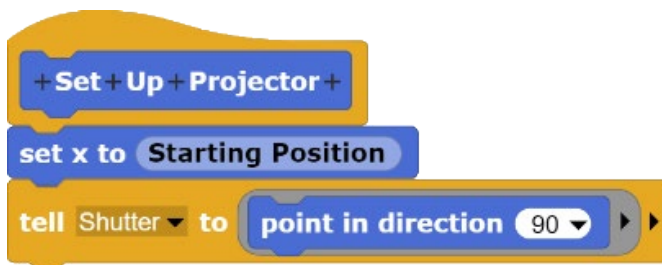 +Set+Up+Projector+
set x to Starting Position
tell Shutter to point in direction 90